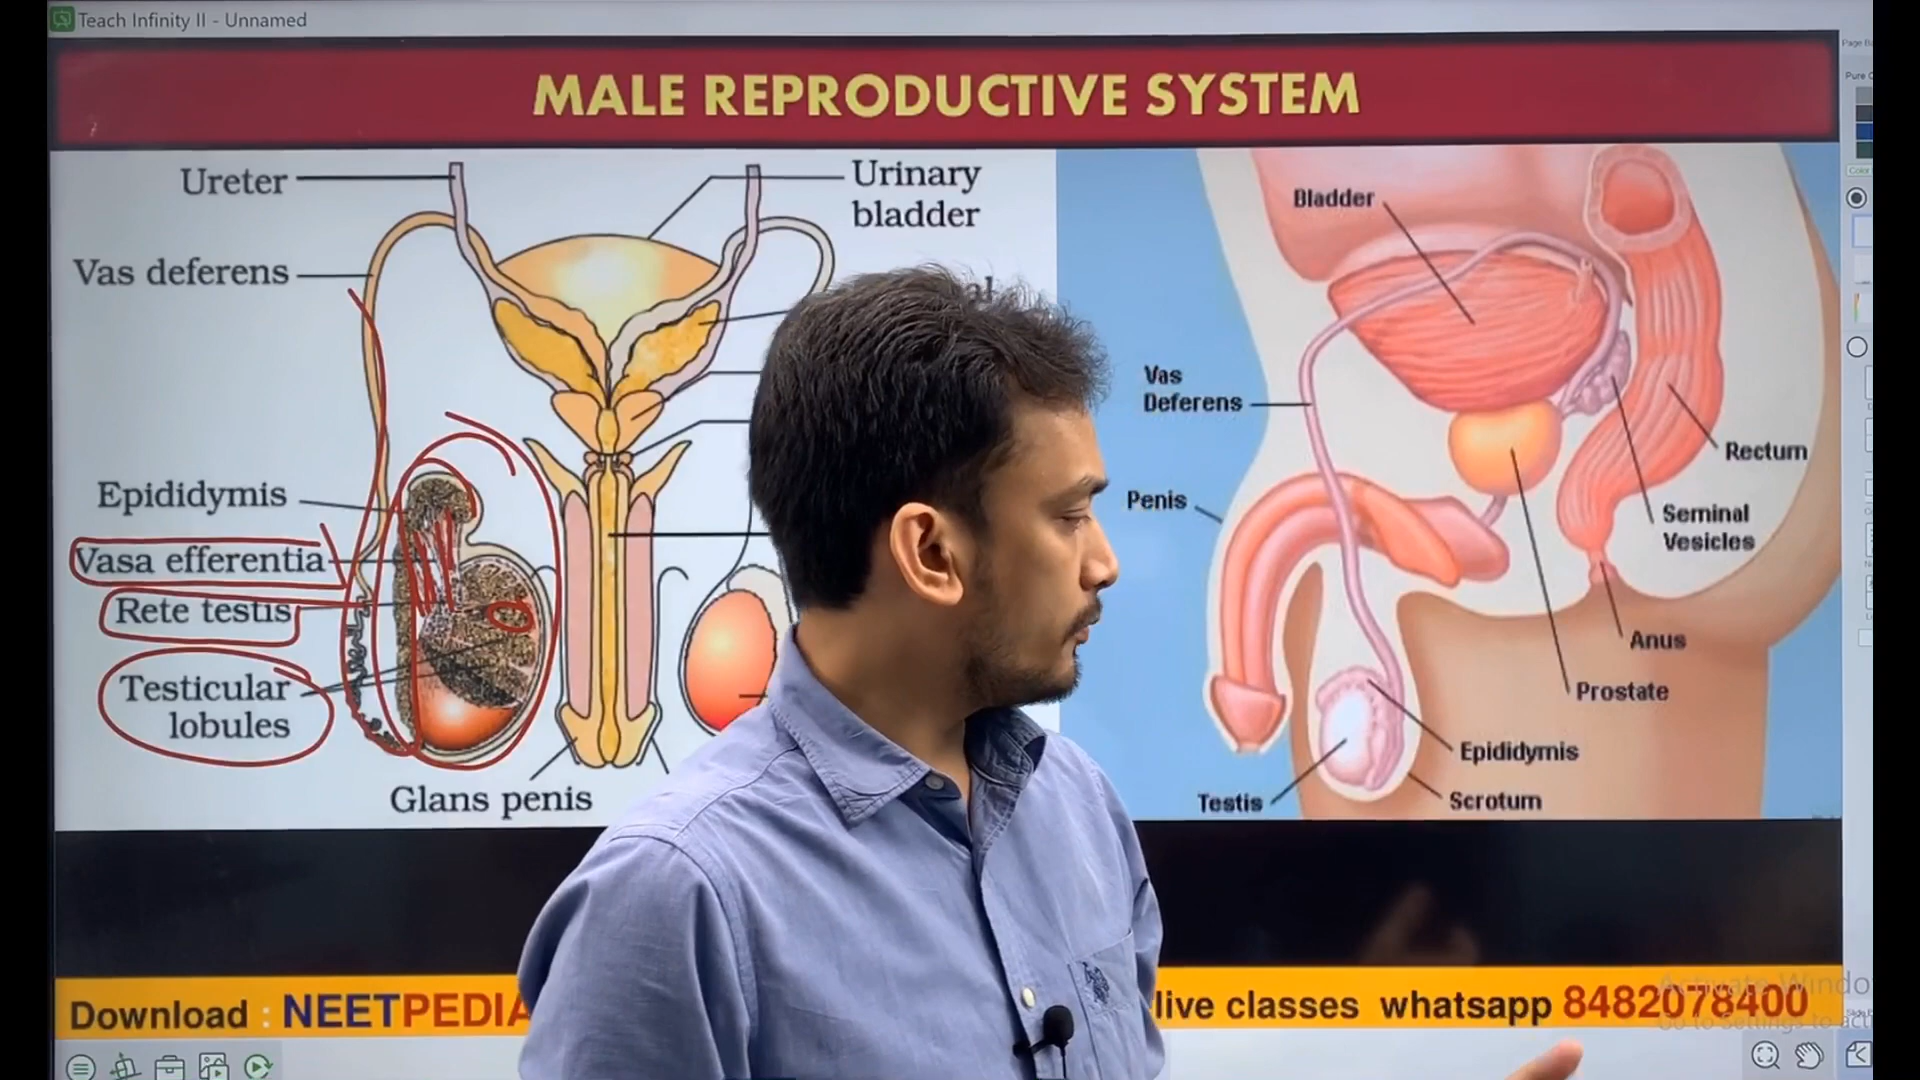 Teach Infinity II - Unnamed
MALE REPRODUCTIVE SYSTEM
Ureter
Urinary
bladder
Vas deferens
Epididymis
Vasa efferentia
Rete testis
Testicular
lobules
Glans penis
Bladder
Vas
Deferens
Penis
Rectum
Seminal
Vesicles
Anus
Prostate
Epididymis
Testis
Scrotum
Download : NEETPEDIA
live classes whatsapp 8482078400